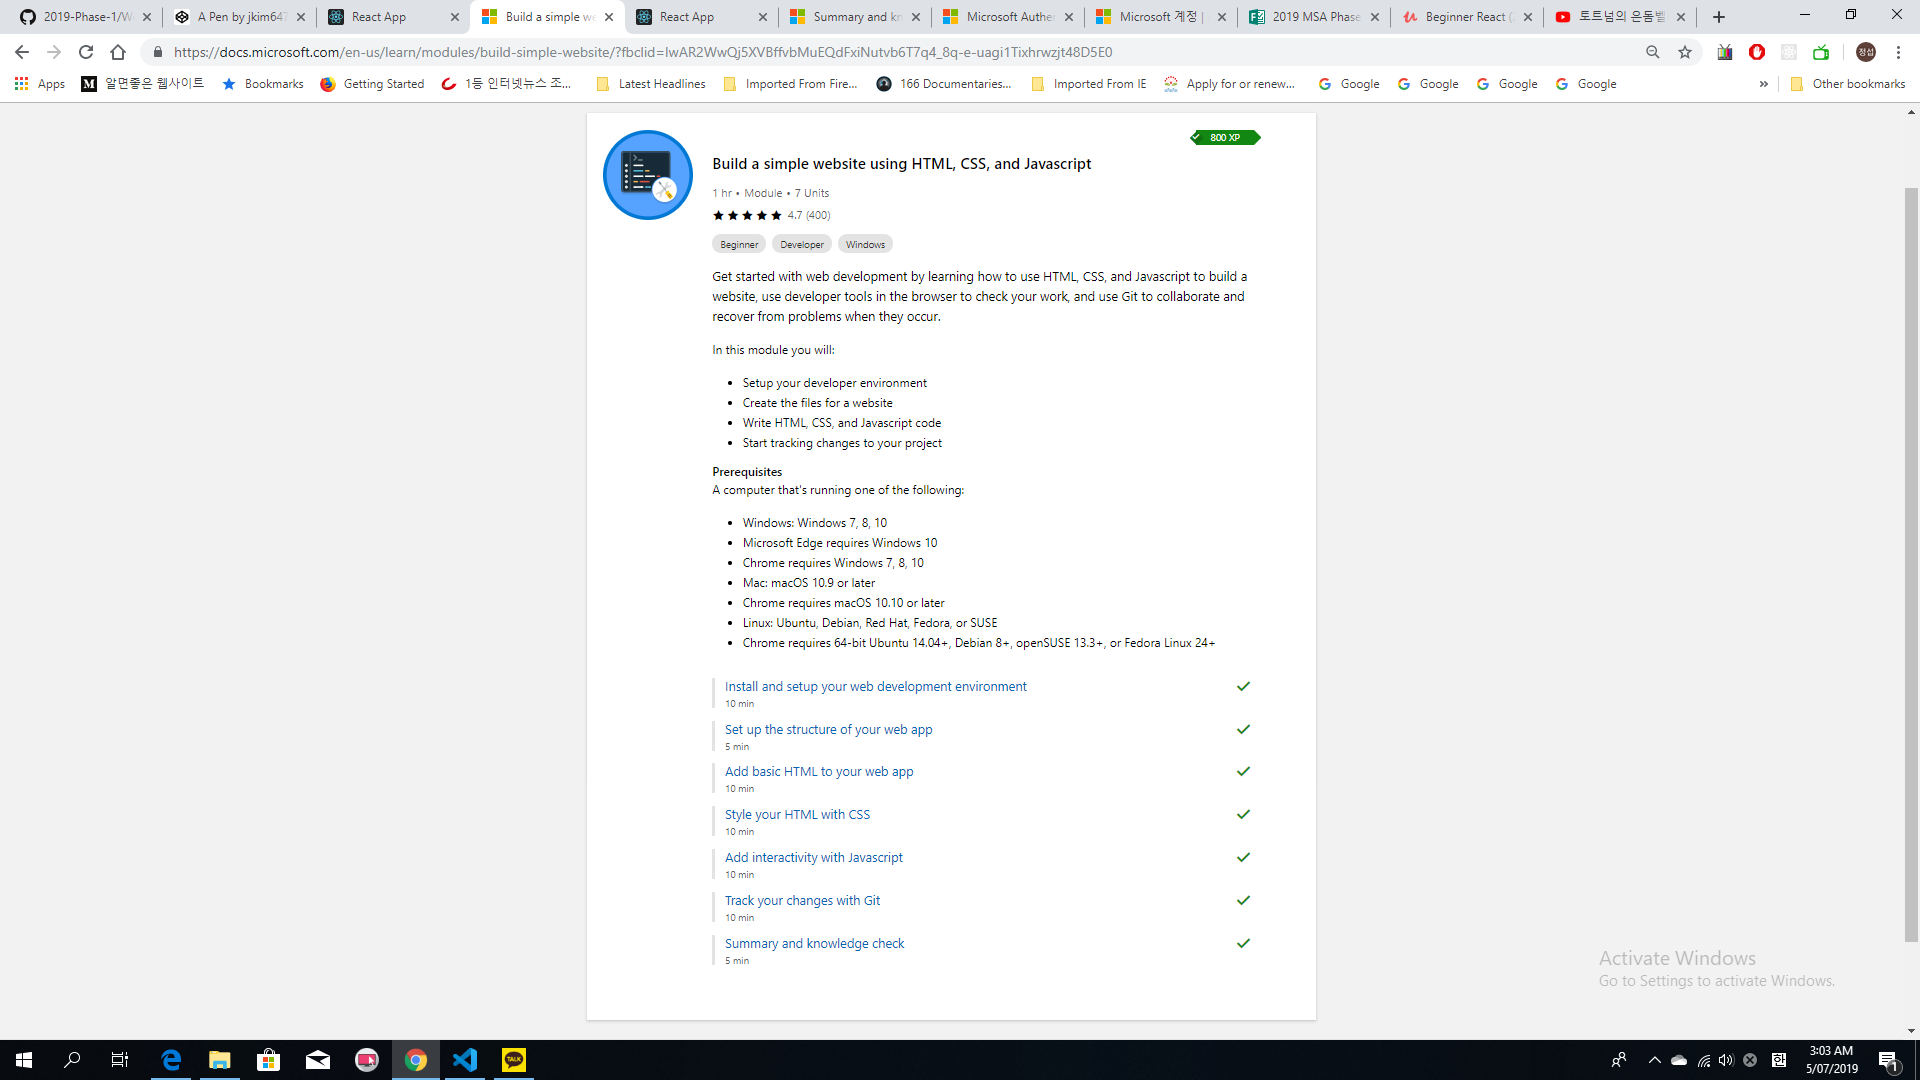 2019-Phase-1/W
A Pen by jkim647
React App
Build a simple we
React App
Summary and kn
Microsoft Auther
Microsoft 계정 |
2019 MSA Phase
Beginner React (
토트넘의 은돔벨
https://docs.microsoft.com/en-us/learn/modules/build-simple-website/?fbclid=IwAR2WwQj5XVBffvbMuEQdFxiNutvb6T7q4_8q-e-uagi1Tixhrwzjt48D5E0
정섭
Apps
알면좋은 웹사이트
Bookmarks
Getting Started
1등 인터넷뉴스 조...
Latest Headlines
Imported From Fire...
166 Documentaries...
Imported From IE
Apply for or renew...
Google
Google
Google
Google
»
Other bookmarks
800 XP
Build a simple website using HTML, CSS, and Javascript
1 hr • Module • 7 Units
4.7 (400)
Beginner Developer Windows
Get started with web development by learning how to use HTML, CSS, and Javascript to build a
website, use developer tools in the browser to check your work, and use Git to collaborate and
recover from problems when they occur.
In this module you will:
• Setup your developer environment
• Create the files for a website
• Write HTML, CSS, and Javascript code
• Start tracking changes to your project
Prerequisites
A computer that's running one of the following:
• Windows: Windows 7, 8, 10
• Microsoft Edge requires Windows 10
• Chrome requires Windows 7, 8, 10
• Mac: macOS 10.9 or later
• Chrome requires macOS 10.10 or later
• Linux: Ubuntu, Debian, Red Hat, Fedora, or SUSE
• Chrome requires 64-bit Ubuntu 14.04+, Debian 8+, openSUSE 13.3+, or Fedora Linux 24+
Install and setup your web development environment
10 min
Set up the structure of your web app
5 min
Add basic HTML to your web app
10 min
Style your HTML with CSS
10 min
Add interactivity with Javascript
10 min
Track your changes with Git
10 min
Summary and knowledge check
5 min
Activate Windows
Go to Settings to activate Windows.
TALK
한
3:03 AM
5/07/2019
1